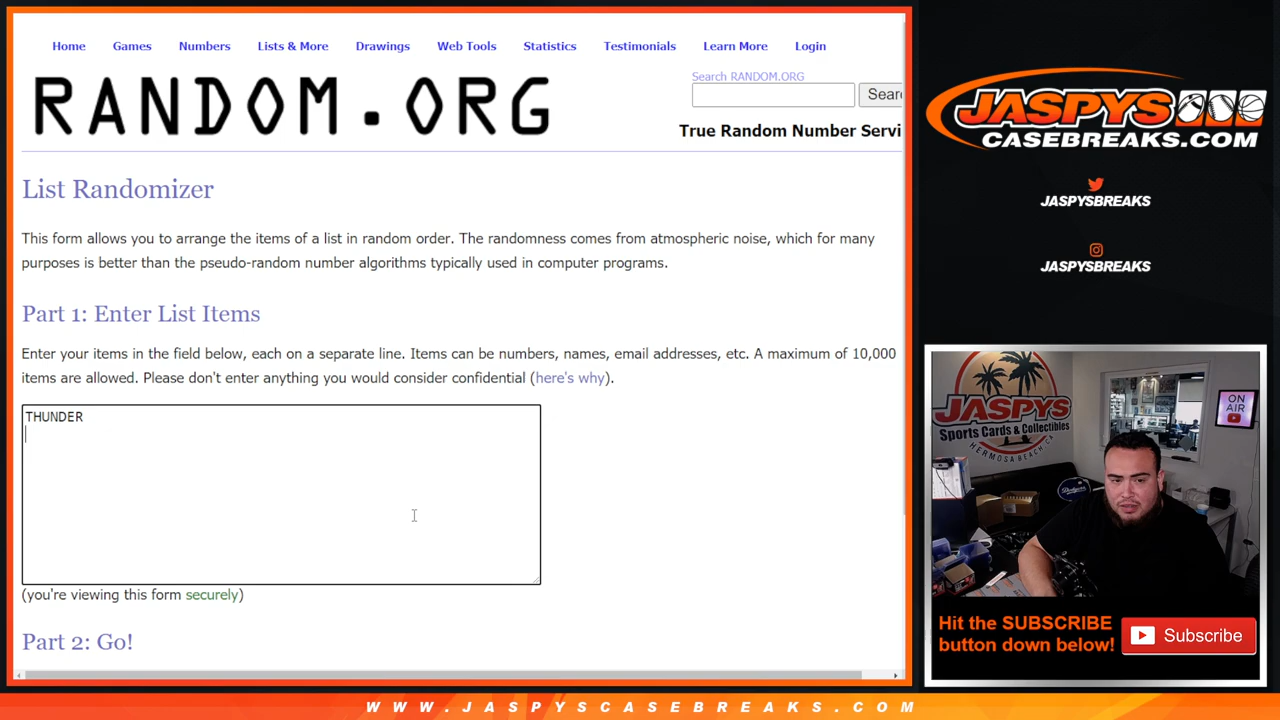 Home Games Numbers Lists & More Drawings Web Tools Statistics Testimonials Learn More Login
RANDOM.ORG
Search RANDOM.ORG
Sear
True Random Number Servi
List Randomizer
This form allows you to arrange the items of a list in random order. The randomness comes from atmospheric noise, which for many
purposes is better than the pseudo-random number algorithms typically used in computer programs.
Part 1: Enter List Items
Enter your items in the field below, each on a separate line. Items can be numbers, names, email addresses, etc. A maximum of 10,000
items are allowed. Please don't enter anything you would consider confidential (here's why).
THUNDER
(you're viewing this form securely)
Part 2: Go!
JASPYS
CASEBREAKS.COM
JASPYSBREAKS
JASPYSBREAKS
JASPYS
Sports Cards & Collectibles
HERMOSA BEACH, CA
ON
AIR
Dodgers
Hit the SUBSCRIBE
button down below!
Subscribe
WWW.JASPYSCASEBREAKS.COM